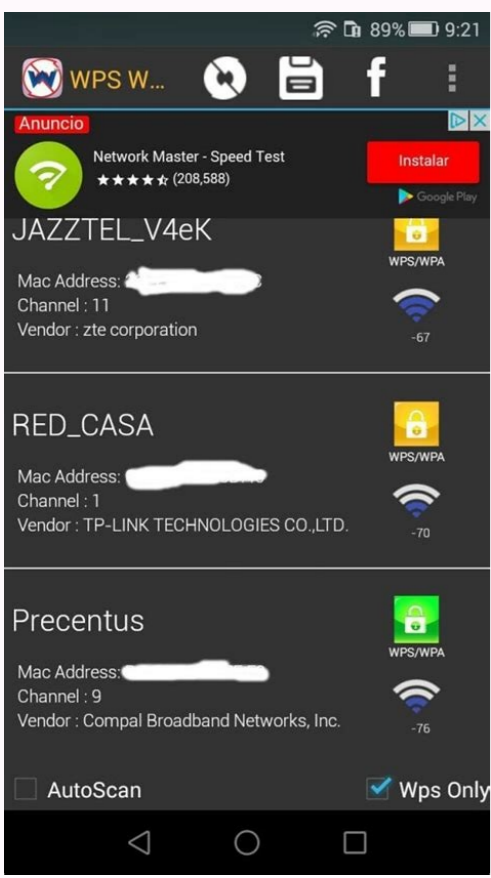 89% 9:21
WPS W...
Anuncio
Network Master - Speed Test
(208,588)
Instalar
Google Play
JAZZTEL_V4eK
WPS/WPA
Mac Address:
Channel : 11
Vendor : zte corporation
-67
RED_CASA
WPS/WPA
Mac Address:
Channel : 1
Vendor : TP-LINK TECHNOLOGIES CO.,LTD.
-70
Precentus
WPS/WPA
Mac Address:
Channel : 9
Vendor : Compal Broadband Networks, Inc.
-76
AutoScan
Wps Only